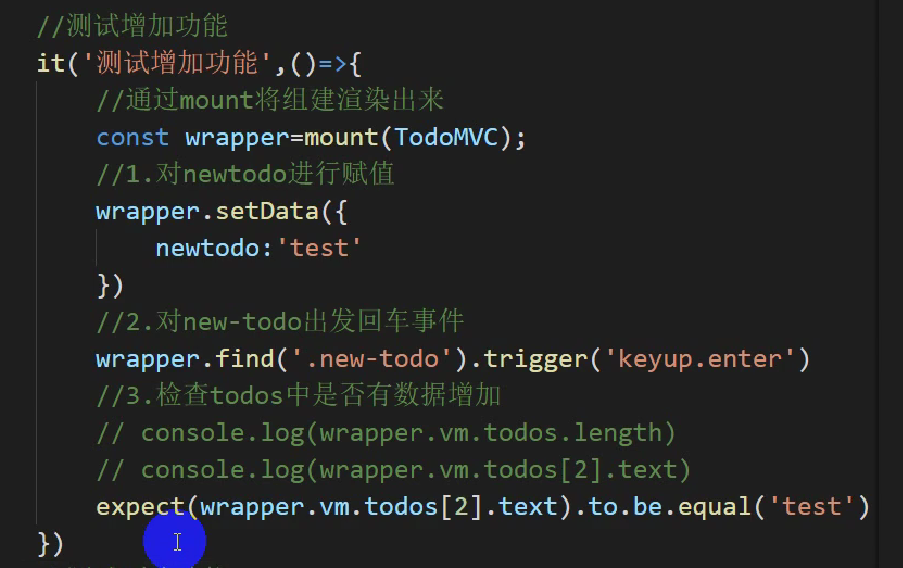 //测试增加功能
it('测试增加功能',()=>{
//通过mount将组建渲染出来
const wrapper=mount(TodoMVC);
//1.对newtodo进行赋值
wrapper.setData({
newtodo:'test'
})
//2.对new-todo出发回车事件
wrapper.find('.new-todo').trigger('keyup.enter')
//3.检查todos中是否有数据增加
// console.log(wrapper.vm.todos.length)
// console.log(wrapper.vm.todos[2].text)
expect(wrapper.vm.todos[2].text).to.be.equal('test')
})